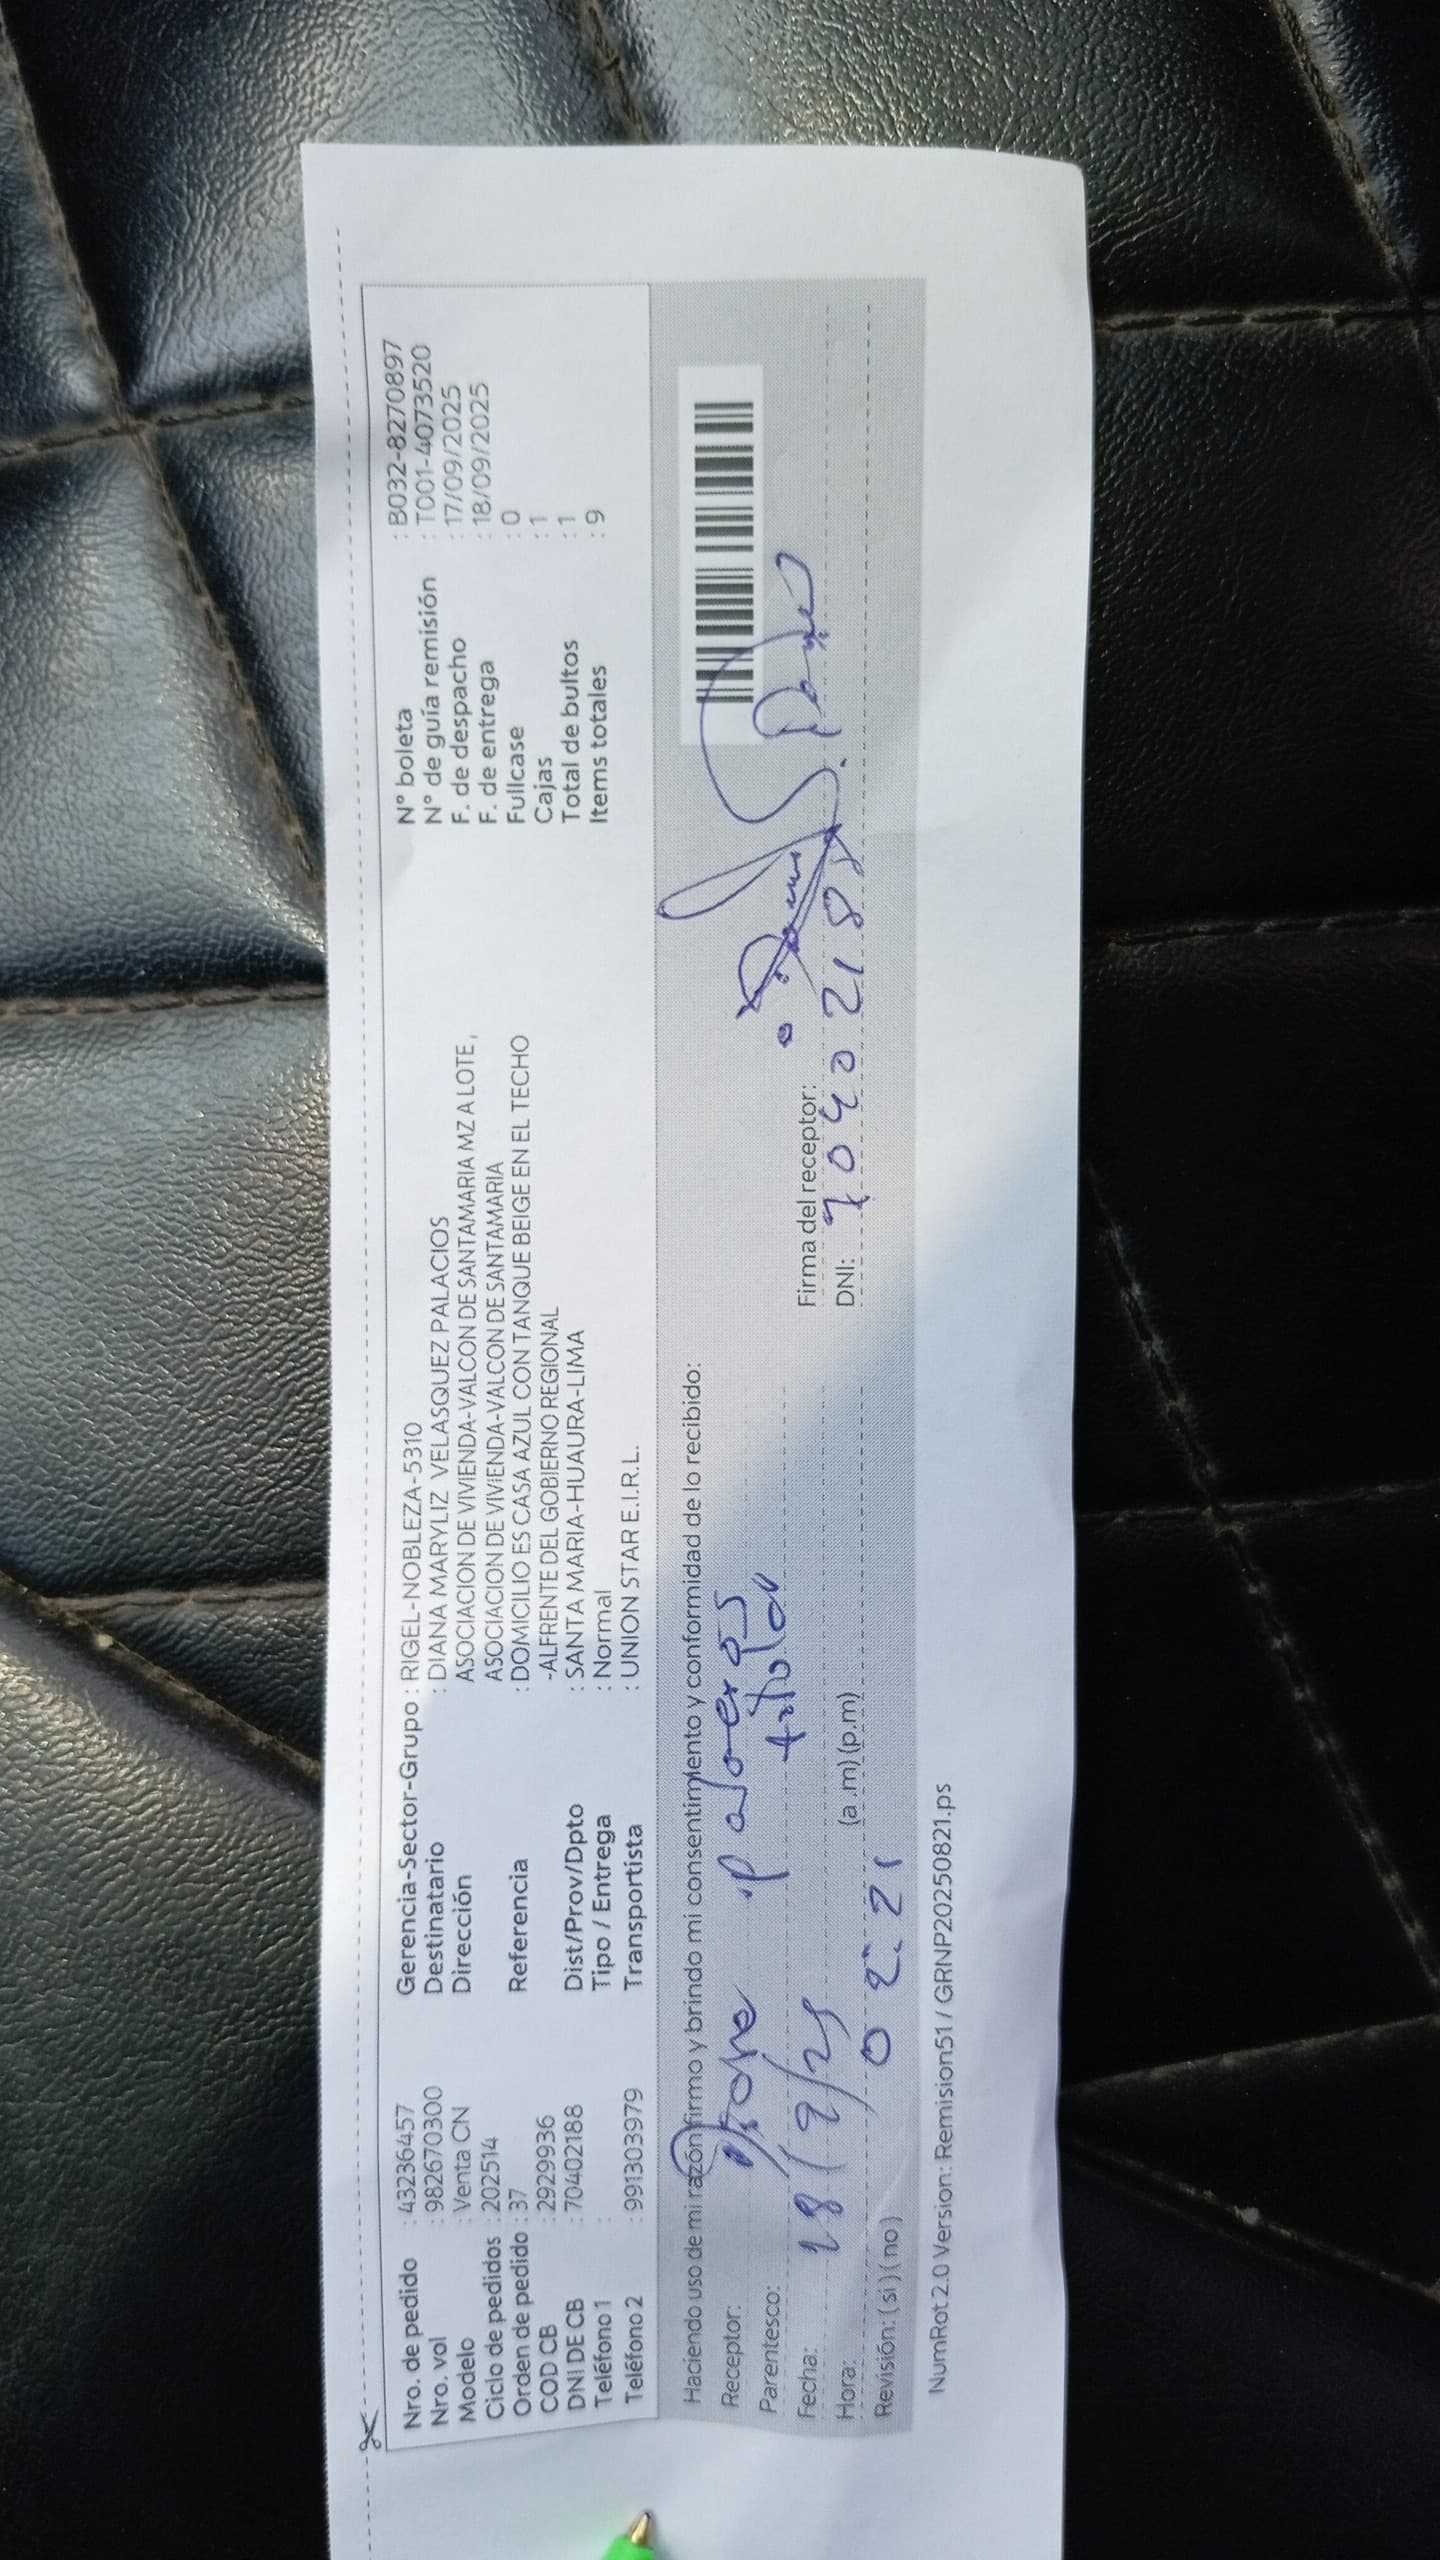 Nro. de pedido : 43236457
Nro. vol : 982670300
Modelo : Venta CN
Ciclo de pedidos : 202514
Orden de pedido : 37
COD CB : 2929936
DNI DE CB : 70402188
Teléfono 1 :
Teléfono 2 : 991303979
Gerencia-Sector-Grupo : RIGEL-NOBLEZA-5310
Destinatario : DIANA MARYLIZ VELASQUEZ PALACIOS
Dirección ASOCIACION DE VIVIENDA-VALCON DE SANTAMARIA MZ A LOTE ,
ASOCIACION DE VIVIENDA-VALCON DE SANTAMARIA
Referencia : DOMICILIO ES CASA AZUL CON TANQUE BEIGE EN EL TECHO
-ALFRENTE DEL GOBIERNO REGIONAL
Dist/Prov/Dpto : SANTA MARIA-HUAURA-LIMA
Tipo / Entrega : Normal
Transportista : UNION STAR E.I.R.L.
N° boleta : B032-8270897
N° de guía remisión : T001-4073520
F. de despacho : 17/09/2025
F. de entrega : 18/09/2025
Fullcase : 0
Cajas : 1
Total de bultos : 1
Items totales : 9
Haciendo uso de mi razón firmo y brindo mi consentimiento y conformidad de lo recibido:
Receptor:
Parentesco:
Fecha: 18/9/25
Hora: (a .m) (p.m)
Revisión: ( si ) ( no )
Firma del receptor:
DNI: 7040218
NumRot 2.0 Version: Remision51 / GRNP20250821.ps